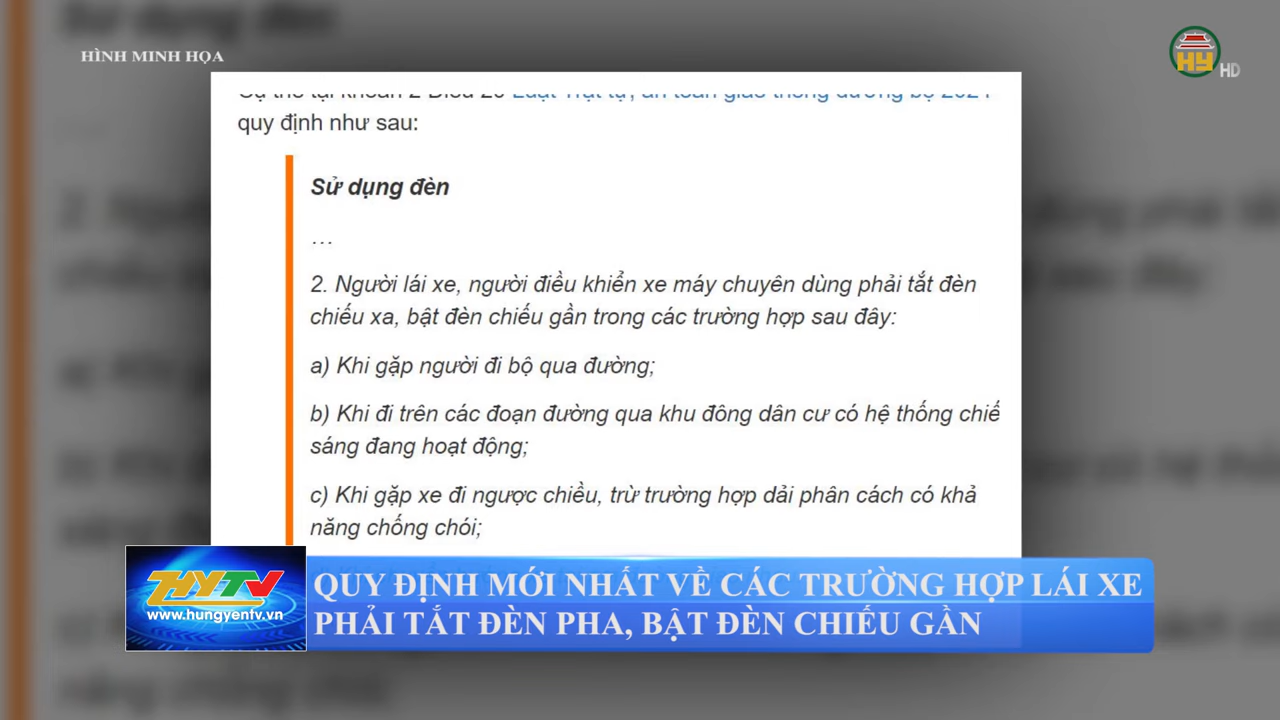 HÌNH MINH HỌA
HY HD
quy định như sau:
Sử dụng đèn
...
2. Người lái xe, người điều khiển xe máy chuyên dùng phải tắt đèn
chiếu xa, bật đèn chiếu gần trong các trường hợp sau đây:
a) Khi gặp người đi bộ qua đường;
b) Khi đi trên các đoạn đường qua khu đông dân cư có hệ thống chiế
sáng đang hoạt động;
c) Khi gặp xe đi ngược chiều, trừ trường hợp dải phân cách có khả
năng chống chói;
HYTV
www.hungyentv.vn
QUY ĐỊNH MỚI NHẤT VỀ CÁC TRƯỜNG HỢP LÁI XE
PHẢI TẮT ĐÈN PHA, BẬT ĐÈN CHIẾU GẦN